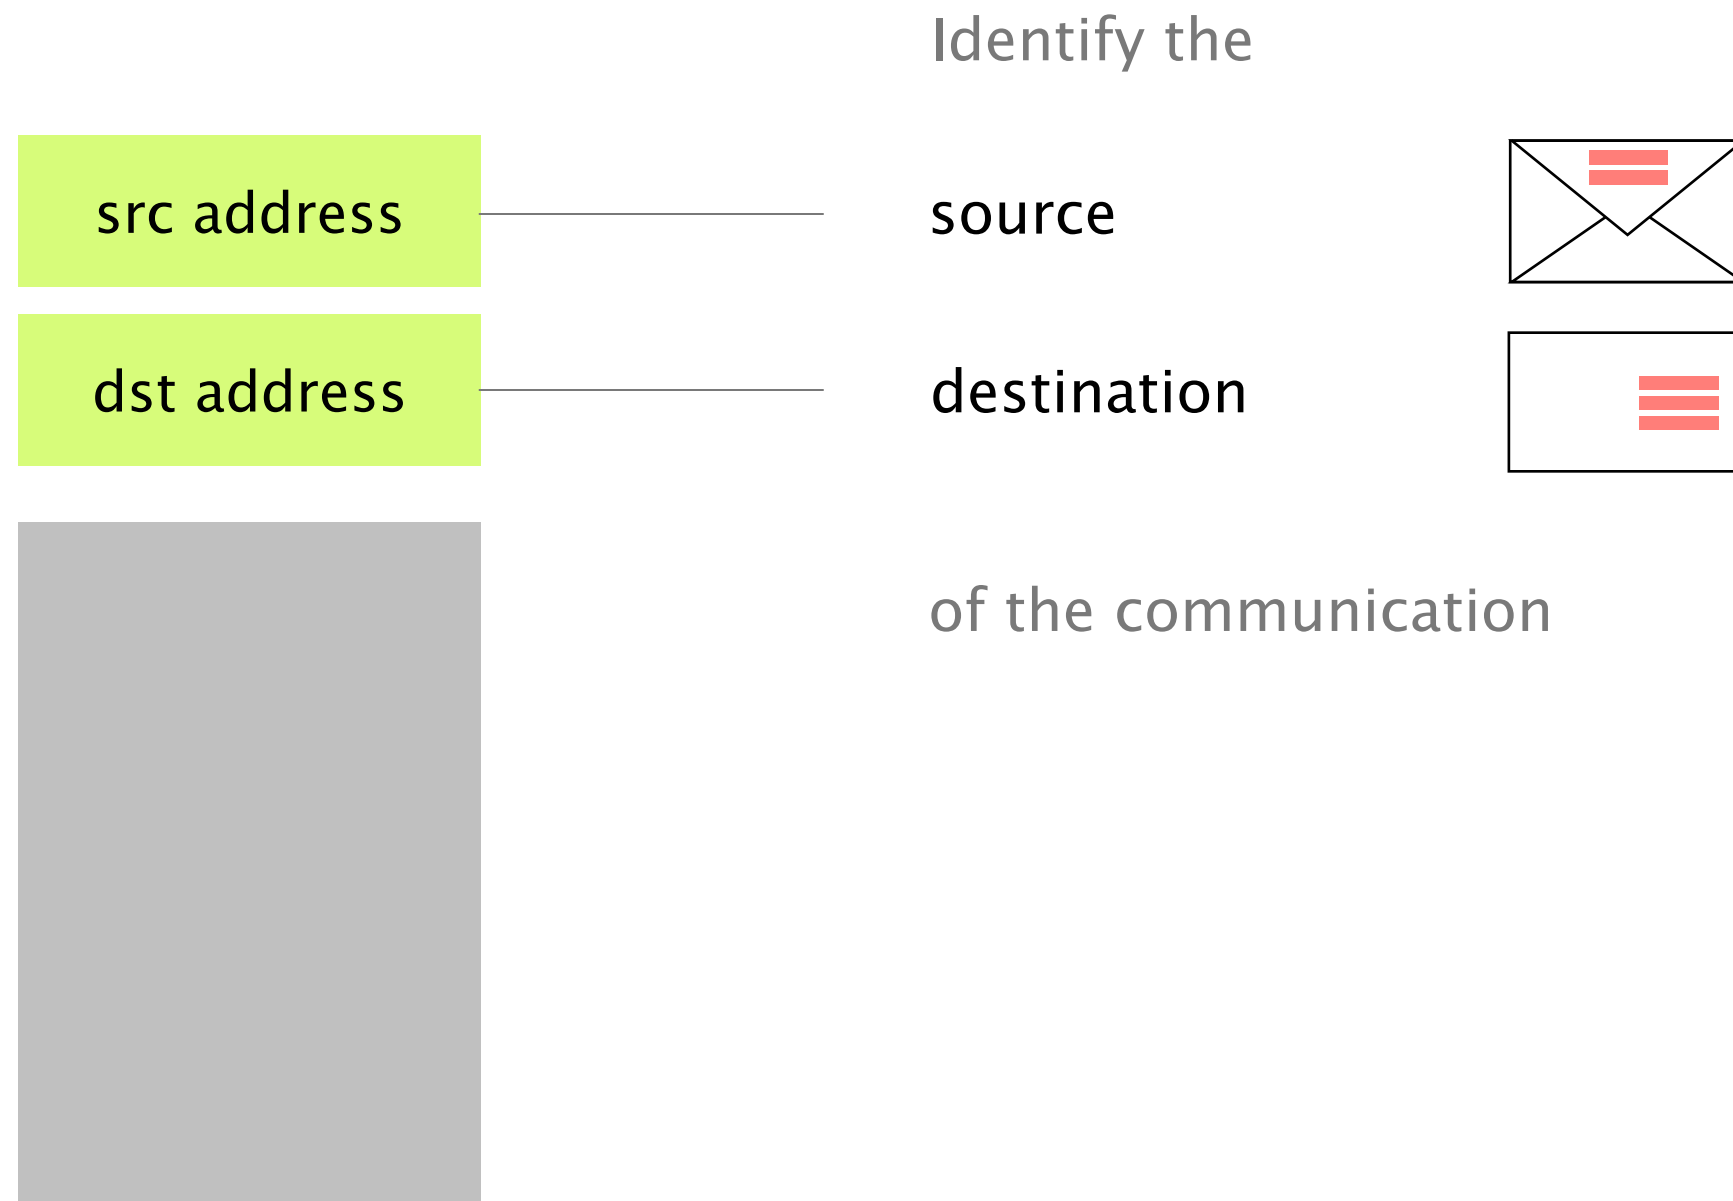 Identify the
src address source
dst address destination
of the communication